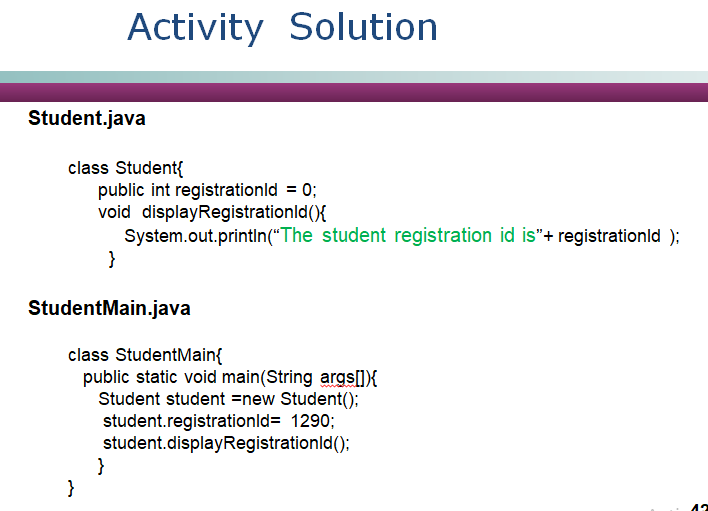 Activity Solution
Student.java
class Student{
public int registrationId = 0;
void displayRegistrationId(){
System.out.println(“The student registration id is”+ registrationId );
}
StudentMain.java
class StudentMain{
public static void main(String args[]){
Student student =new Student();
student.registrationId= 1290;
student.displayRegistrationId();
}
}